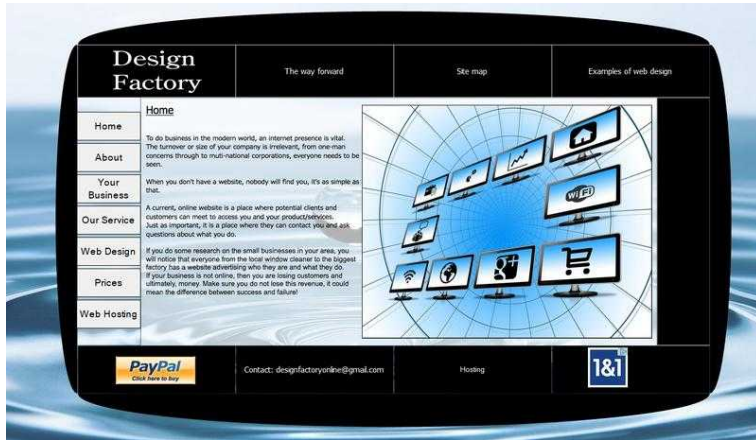 Design
Factory
The way forward
Site map
Examples of web design
Home
About
Your
Business
Our Service
Web Design
Prices
Web Hosting
Home
To do business in the modern world, an internet presence is vital.
The turnover or size of your company is irrelevant, from one-man
concerns through to muti-national corporations, everyone needs to be
seen.
When you don't have a website, nobody will find you, it's as simple as
that.
A current, online website is a place where potential clients and
customers can meet to access you and your product/services.
Just as important, it is a place where they can contact you and ask
questions about what you do.
If you do some research on the small businesses in your area, you
will notice that everyone from the local window cleaner to the biggest
factory has a website advertising who they are and what they do.
If your business is not online, then you are losing customers and
ultimately, money. Make sure you do not lose this revenue, it could
mean the difference between success and failure!
WiFi
g+
PayPal
Click here to buy
Contact: designfactoryonline@gmail.com
Hosting
1&1